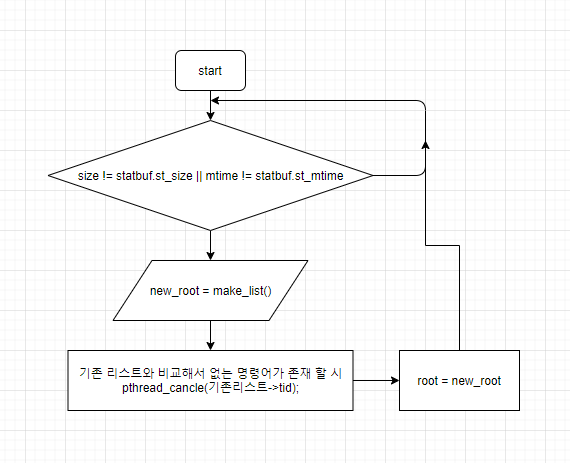 start
size != statbuf.st_size || mtime != statbuf.st_mtime
new_root = make_list()
기존 리스트와 비교해서 없는 명령어가 존재 할 시
pthread_cancle(기존리스트->tid);
root = new_root